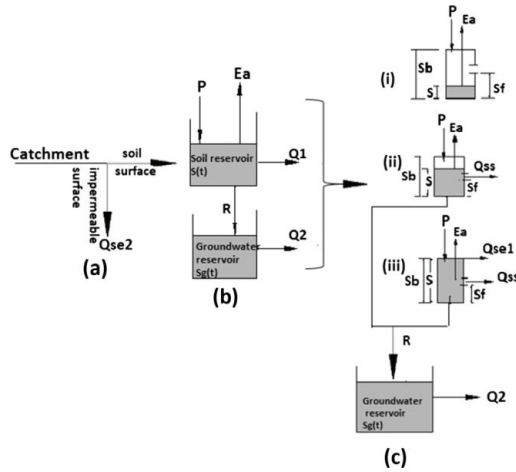 Catchment
soil
surface
impermeable
surface
Qse2
(a)
P
Ea
Soil reservoir
S(t)
Q1
R
Groundwater
reservoir
Sg(t)
Q2
(b)
P
Ea
Sb
S
Sf
(i)
P
Ea
(ii)
Sb
S
Qss
Sf
P
Ea
(iii)
Sb
S
Qse1
Qss
Sf
R
Groundwater
reservoir
Sg(t)
Q2
(c)